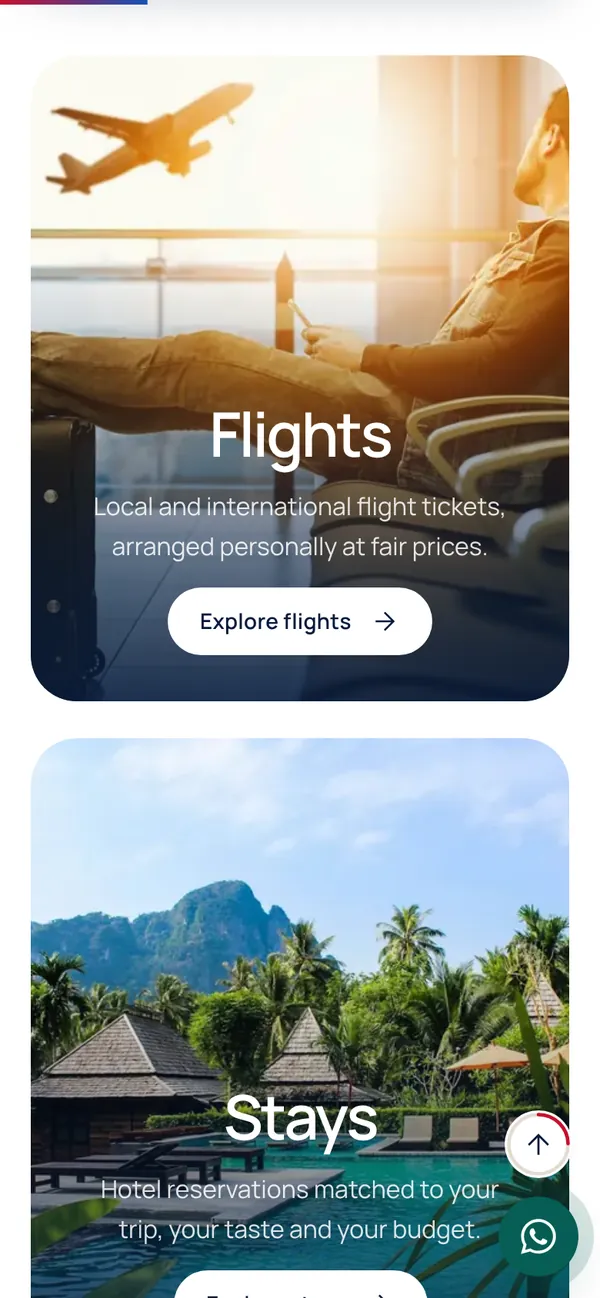 Flights
Local and international flight tickets,
arranged personally at fair prices.
Explore flights
Stays
Hotel reservations matched to your
trip, your taste and your budget.